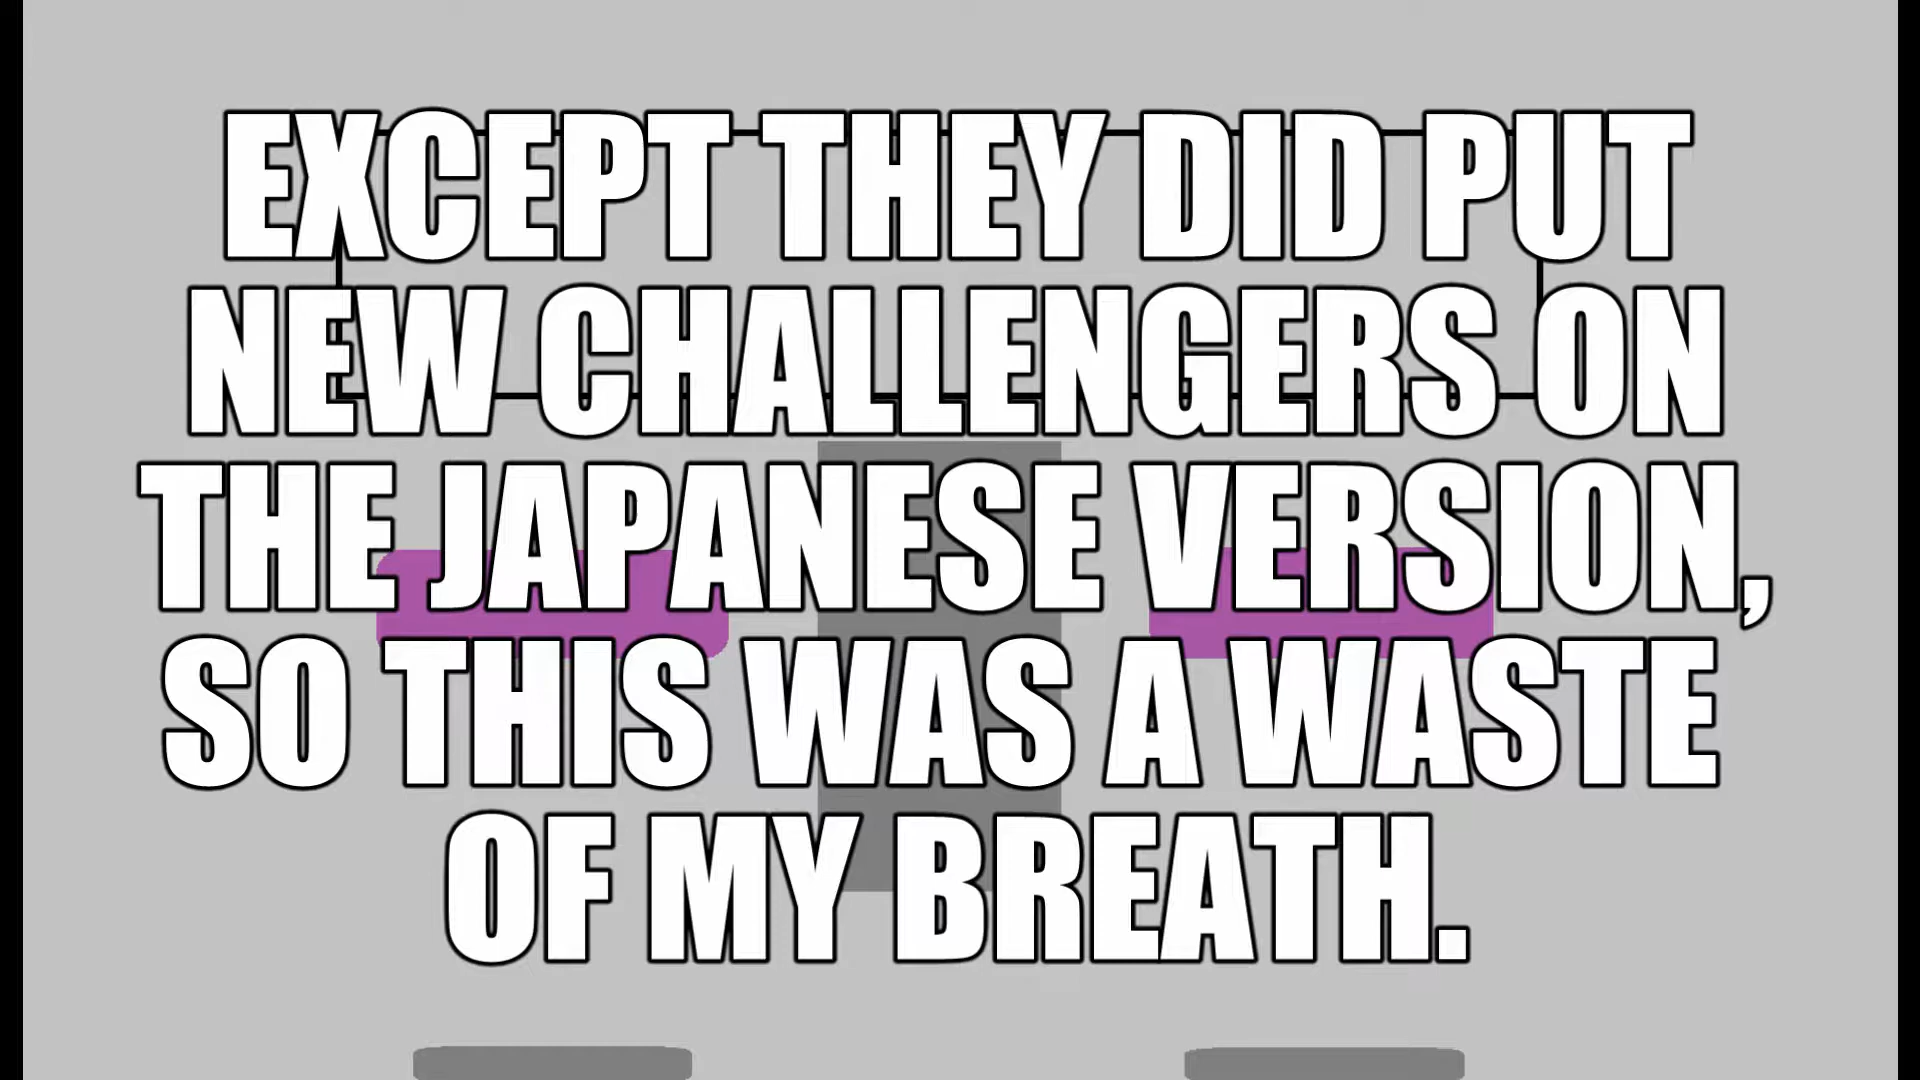 EXCEPT THEY DID PUT
NEW CHALLENGERS ON
THE JAPANESE VERSION,
SO THIS WAS A WASTE
OF MY BREATH.